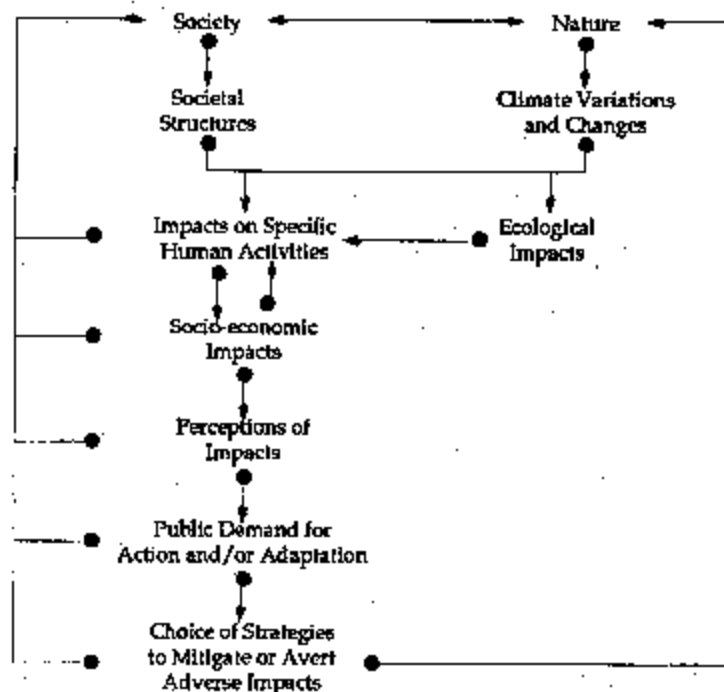 Society
Nature
Societal
Structures
Climate Variations
and Changes
Impacts on Specific
Human Activities
Ecological
Impacts
Socio-economic
Impacts
Perceptions of
Impacts
Public Demand for
Action and/or Adaptation
Choice of Strategies
to Mitigate or Avert
Adverse Impacts